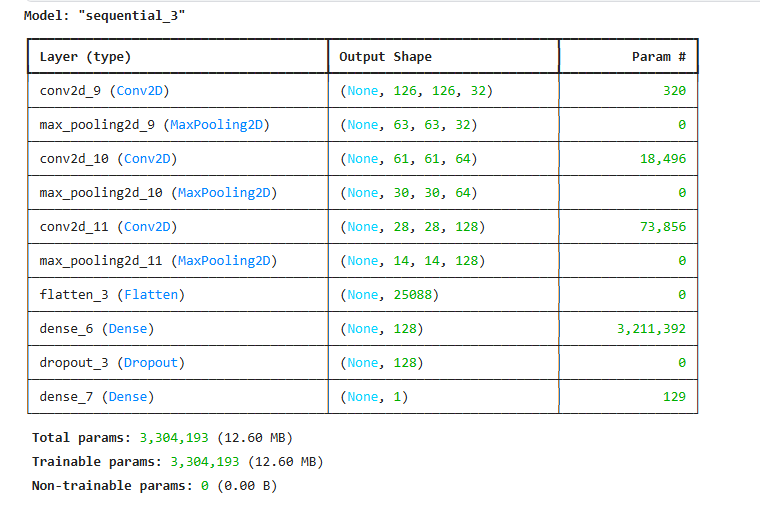 Model: "sequential_3"
Layer (type) Output Shape Param #
conv2d_9 (Conv2D) (None, 126, 126, 32) 320
max_pooling2d_9 (MaxPooling2D) (None, 63, 63, 32) 0
conv2d_10 (Conv2D) (None, 61, 61, 64) 18,496
max_pooling2d_10 (MaxPooling2D) (None, 30, 30, 64) 0
conv2d_11 (Conv2D) (None, 28, 28, 128) 73,856
max_pooling2d_11 (MaxPooling2D) (None, 14, 14, 128) 0
flatten_3 (Flatten) (None, 25088) 0
dense_6 (Dense) (None, 128) 3,211,392
dropout_3 (Dropout) (None, 128) 0
dense_7 (Dense) (None, 1) 129
Total params: 3,304,193 (12.60 MB)
Trainable params: 3,304,193 (12.60 MB)
Non-trainable params: 0 (0.00 B)